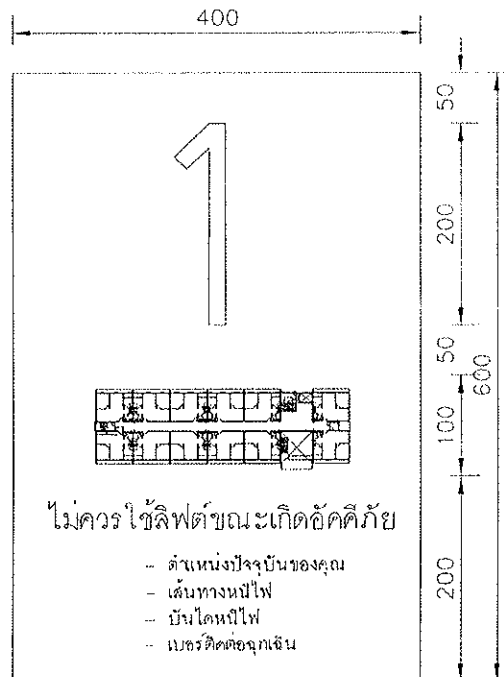 400
50
1
200
50
600
100
ไม่ควรใช้ลิฟต์ขณะเกิดอัคคีภัย
200
- ตำแหน่งปัจจุบันของคุณ
- เส้นทางหนีไฟ
- บันไดหนีไฟ
- เบอร์ติดต่อฉุกเฉิน